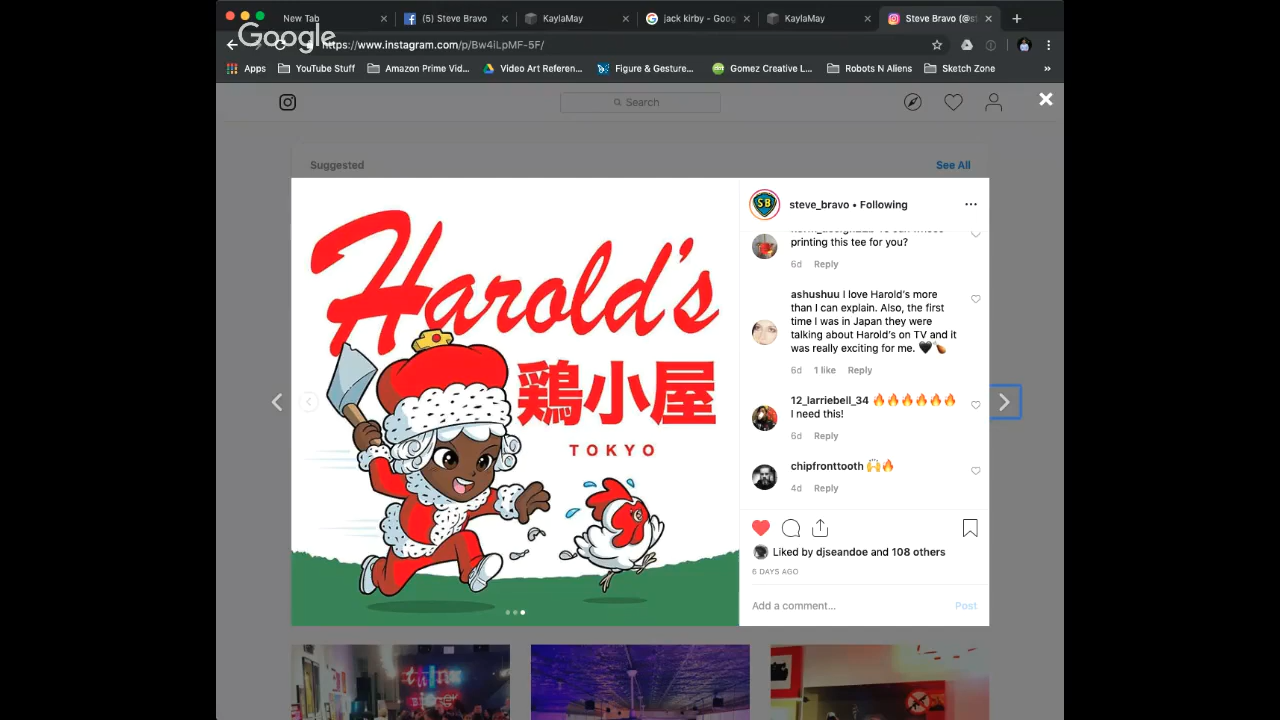 New Tab
(5) Steve Bravo
KaylaMay
jack kirby - Goog
KaylaMay
Steve Bravo (@st
Google
https://www.instagram.com/p/Bw4iLpMF-5F/
Apps
YouTube Stuff
Amazon Prime Vid...
Video Art Referen...
Figure & Gesture...
Gomez Creative L...
Robots N Aliens
Sketch Zone
»
Search
Suggested
See All
Harold's
鶏小屋
TOKYO
SB
steve_bravo • Following
printing this tee for you?
6d Reply
ashushuu I love Harold's more
than I can explain. Also, the first
time I was in Japan they were
talking about Harold's on TV and it
was really exciting for me. 🖤🍗
6d 1 like Reply
12_larriebell_34 🔥🔥🔥🔥🔥🔥
I need this!
6d Reply
chipfronttooth 🙌🔥
4d Reply
Liked by djseandoe and 108 others
6 DAYS AGO
Add a comment...
Post